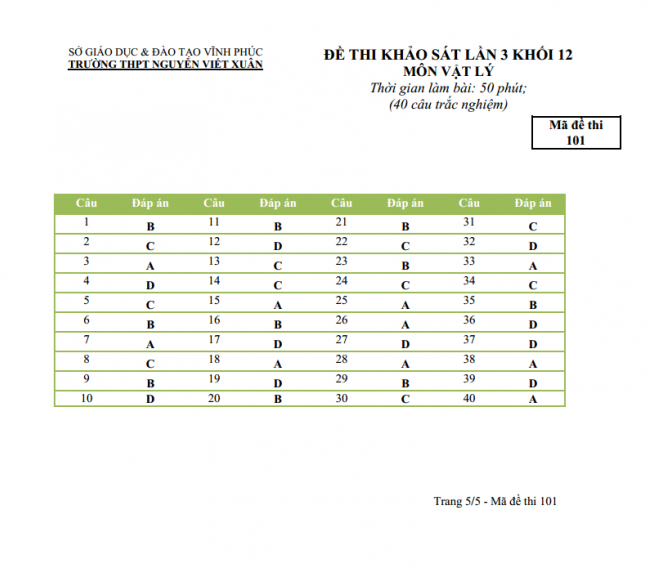 SỞ GIÁO DỤC & ĐÀO TẠO VĨNH PHÚC
TRƯỜNG THPT NGUYỄN VIẾT XUÂN
ĐỀ THI KHẢO SÁT LẦN 3 KHỐI 12
MÔN VẬT LÝ
Thời gian làm bài: 50 phút;
(40 câu trắc nghiệm)
Mã đề thi
101
Câu Đáp án Câu Đáp án Câu Đáp án Câu Đáp án
1 B 11 B 21 B 31 C
2 C 12 D 22 C 32 D
3 A 13 C 23 B 33 A
4 D 14 C 24 C 34 C
5 C 15 A 25 A 35 B
6 B 16 B 26 A 36 D
7 A 17 D 27 D 37 D
8 C 18 A 28 A 38 A
9 B 19 D 29 B 39 D
10 D 20 B 30 C 40 A
Trang 5/5 - Mã đề thi 101